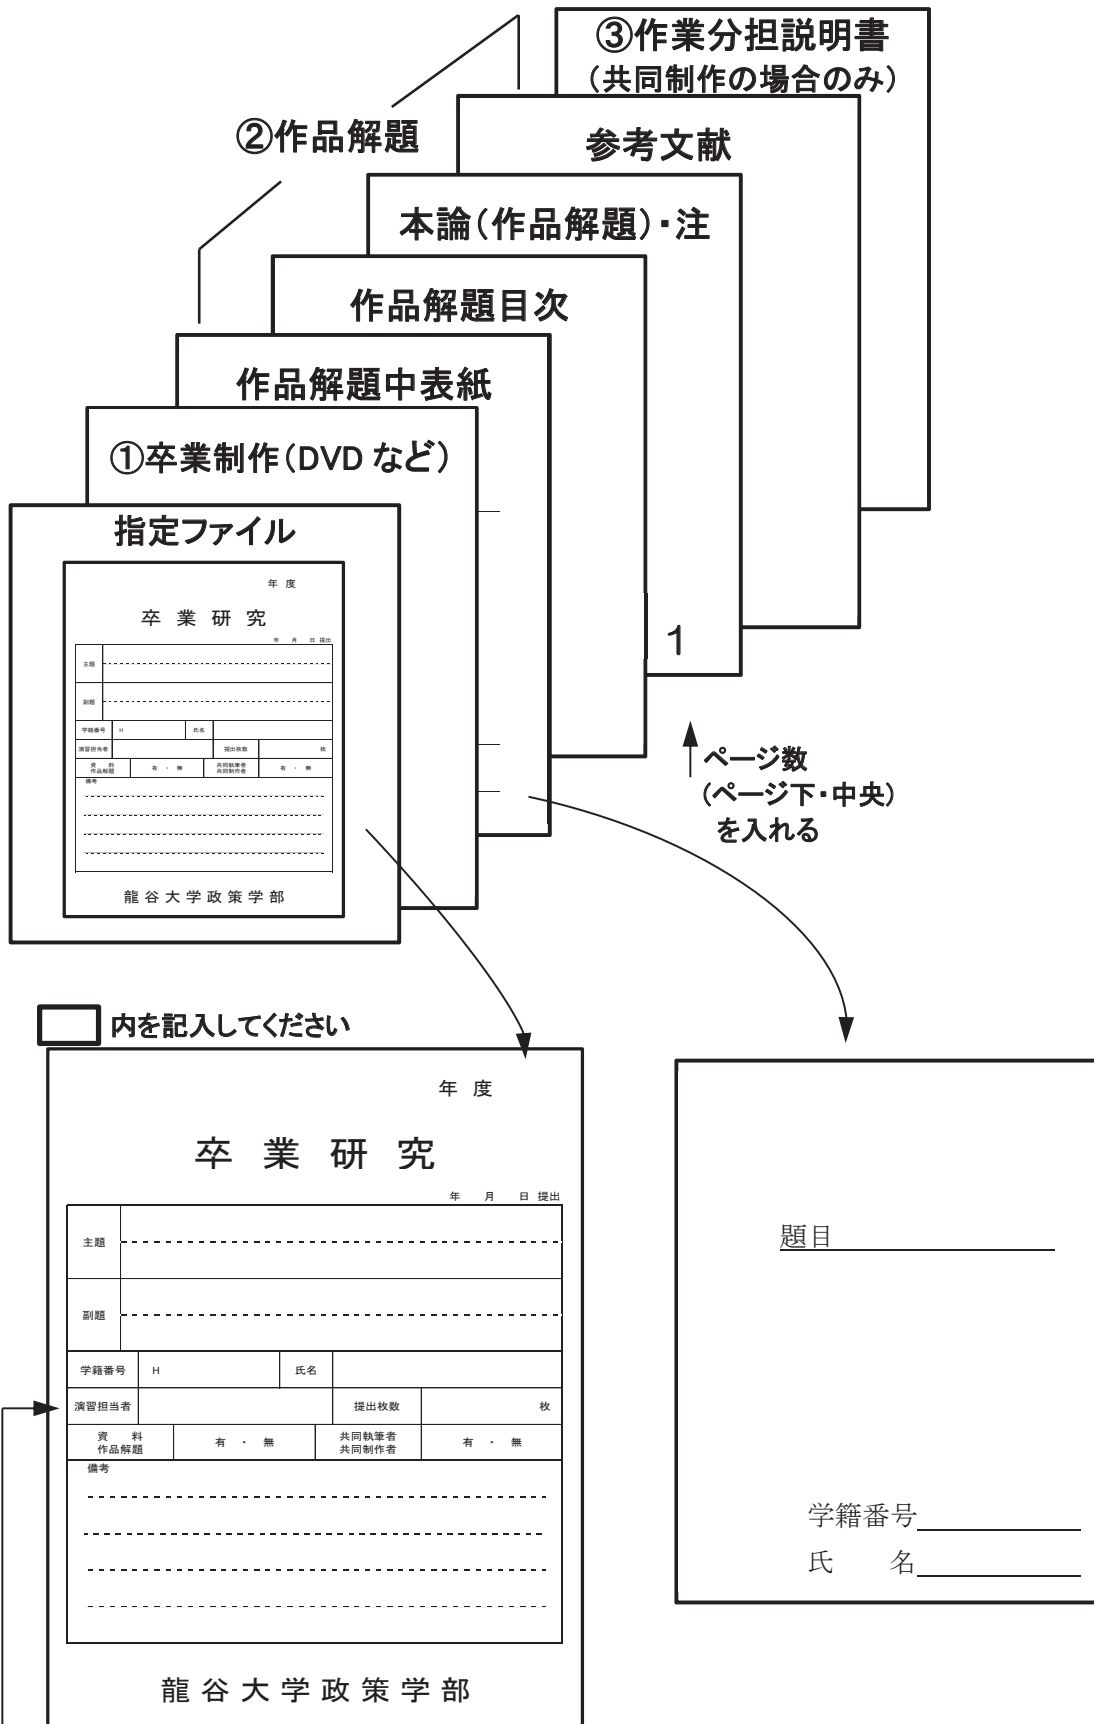 ③作業分担説明書
(共同制作の場合のみ)
②作品解題
参考文献
本論(作品解題)・注
作品解題目次
作品解題中表紙
①卒業制作(DVD など)
指定ファイル
年 度
卒 業 研 究
年 月 日 提出
主題
副題
学籍番号 H 氏名
演習担当者 提出枚数 枚
資 料 有 ・ 無 共同執筆者 有 ・ 無
作品解題 共同制作者
備考
龍谷大学政策学部
1
ページ数
(ページ下・中央)
を入れる
内を記入してください
年 度
卒 業 研 究
年 月 日 提出
主題
副題
学籍番号 H 氏名
演習担当者 提出枚数 枚
資 料 有 ・ 無 共同執筆者 有 ・ 無
作品解題 共同制作者
備考
龍谷大学政策学部
題目
学籍番号
氏 名